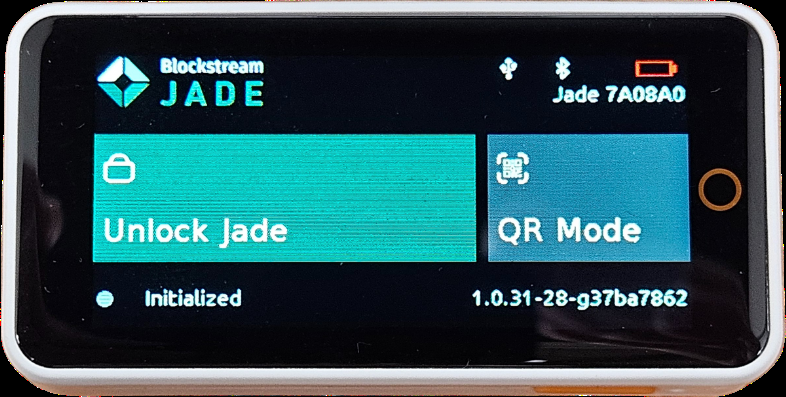 Blockstream
JADE
Jade 7A08A0
Unlock Jade
QR Mode
Initialized
1.0.31-28-g37ba7862